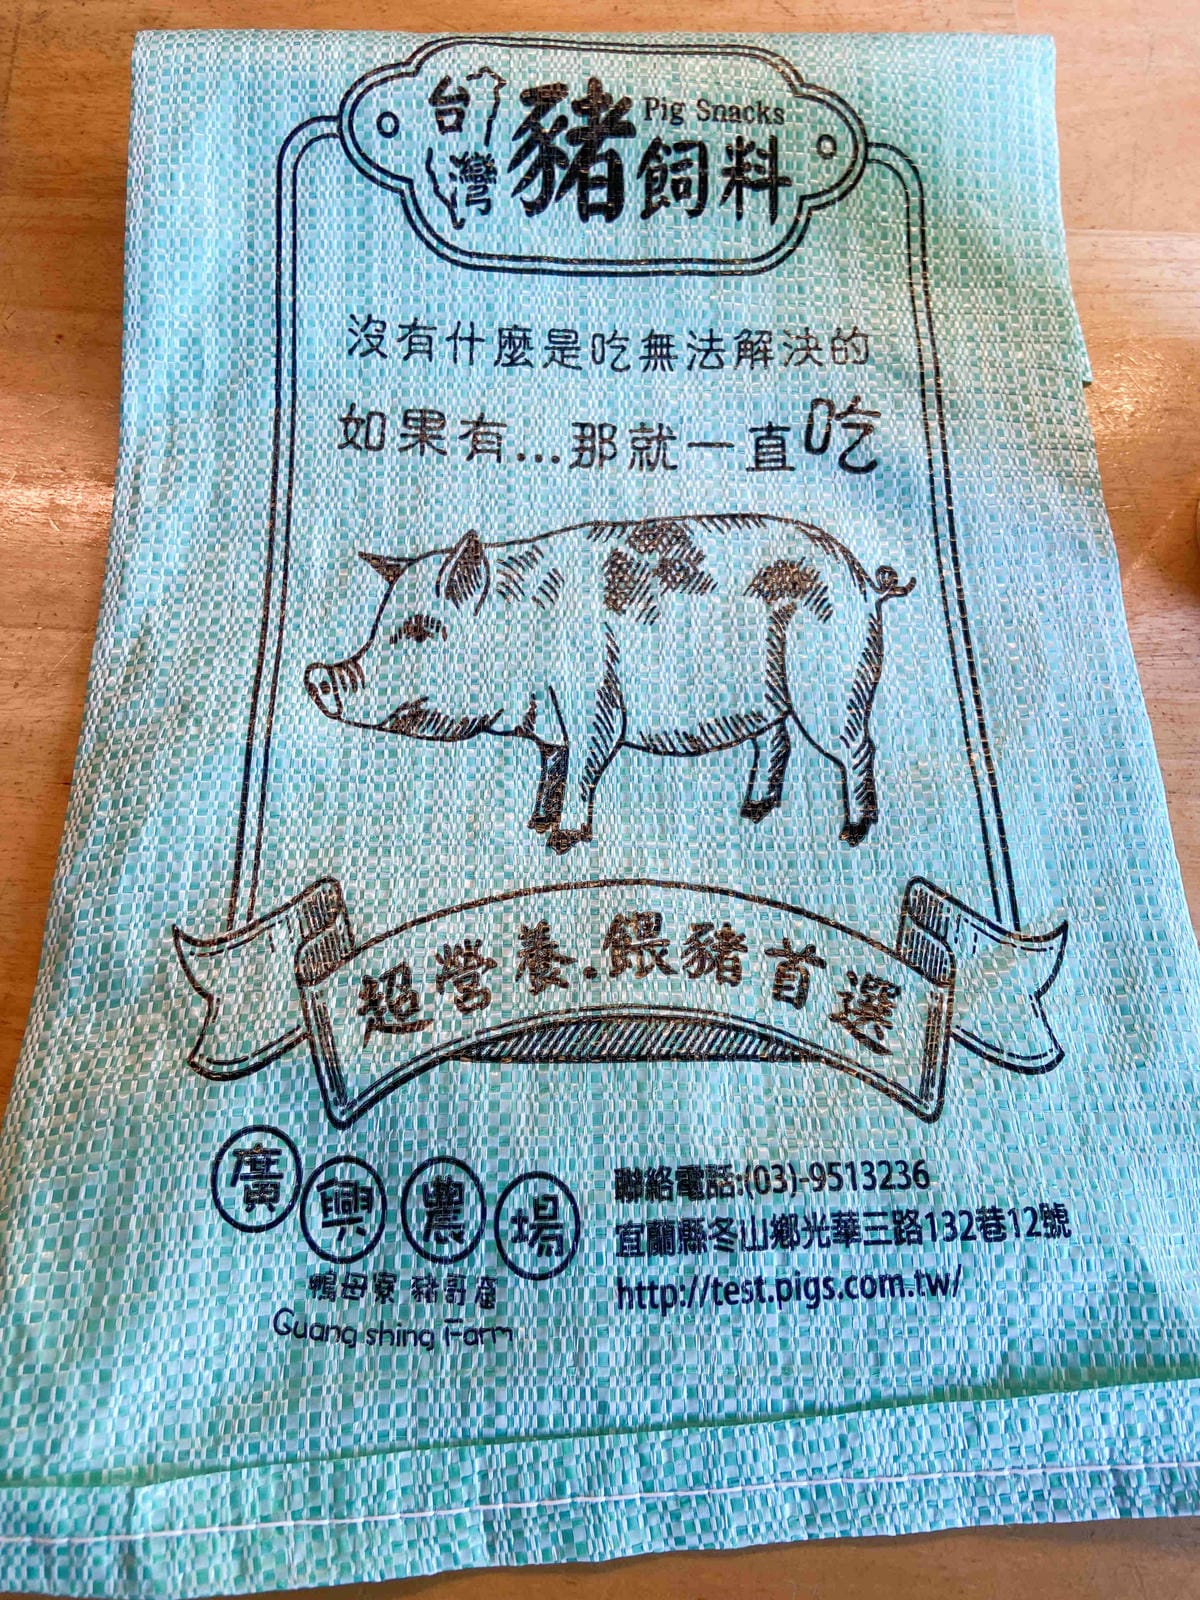 台灣豬飼料
Pig Snacks
沒有什麼是吃無法解決的
如果有...那就一直吃
超營養.餵豬首選
廣興農場
鴨母寮 豬哥窟
Guang shing Farm
聯絡電話:(03)-9513236
宜蘭縣冬山鄉光華三路132巷12號
http://test.pigs.com.tw/